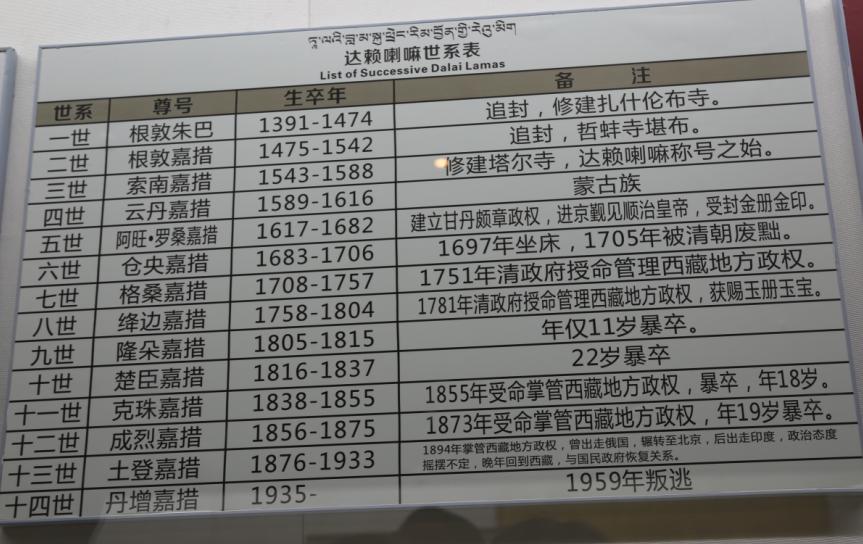 ཏཱ་ལའི་བླ་མ་སྐུ་ཕྲེང་རིམ་བྱོན་གྱི་རེའུ་མིག
达赖喇嘛世系表
List of Successive Dalai Lamas
世系 尊号 生卒年 备 注
一世 根敦朱巴 1391-1474 追封，修建扎什伦布寺。
二世 根敦嘉措 1475-1542 追封，哲蚌寺堪布。
三世 索南嘉措 1543-1588 修建塔尔寺，达赖喇嘛称号之始。
四世 云丹嘉措 1589-1616 蒙古族
五世 阿旺·罗桑嘉措 1617-1682 建立甘丹颇章政权，进京觐见顺治皇帝，受封金册金印。
六世 仓央嘉措 1683-1706 1697年坐床，1705年被清朝废黜。
七世 格桑嘉措 1708-1757 1751年清政府授命管理西藏地方政权。
八世 绛边嘉措 1758-1804 1781年清政府授命管理西藏地方政权，获赐玉册玉宝。
九世 隆朵嘉措 1805-1815 年仅11岁暴卒。
十世 楚臣嘉措 1816-1837 22岁暴卒
十一世 克珠嘉措 1838-1855 1855年受命掌管西藏地方政权，暴卒，年18岁。
十二世 成烈嘉措 1856-1875 1873年受命掌管西藏地方政权，年19岁暴卒。
十三世 土登嘉措 1876-1933 1894年掌管西藏地方政权，曾出走俄国，辗转至北京，后出走印度，政治态度
摇摆不定，晚年回到西藏，与国民政府恢复关系。
十四世 丹增嘉措 1935- 1959年叛逃